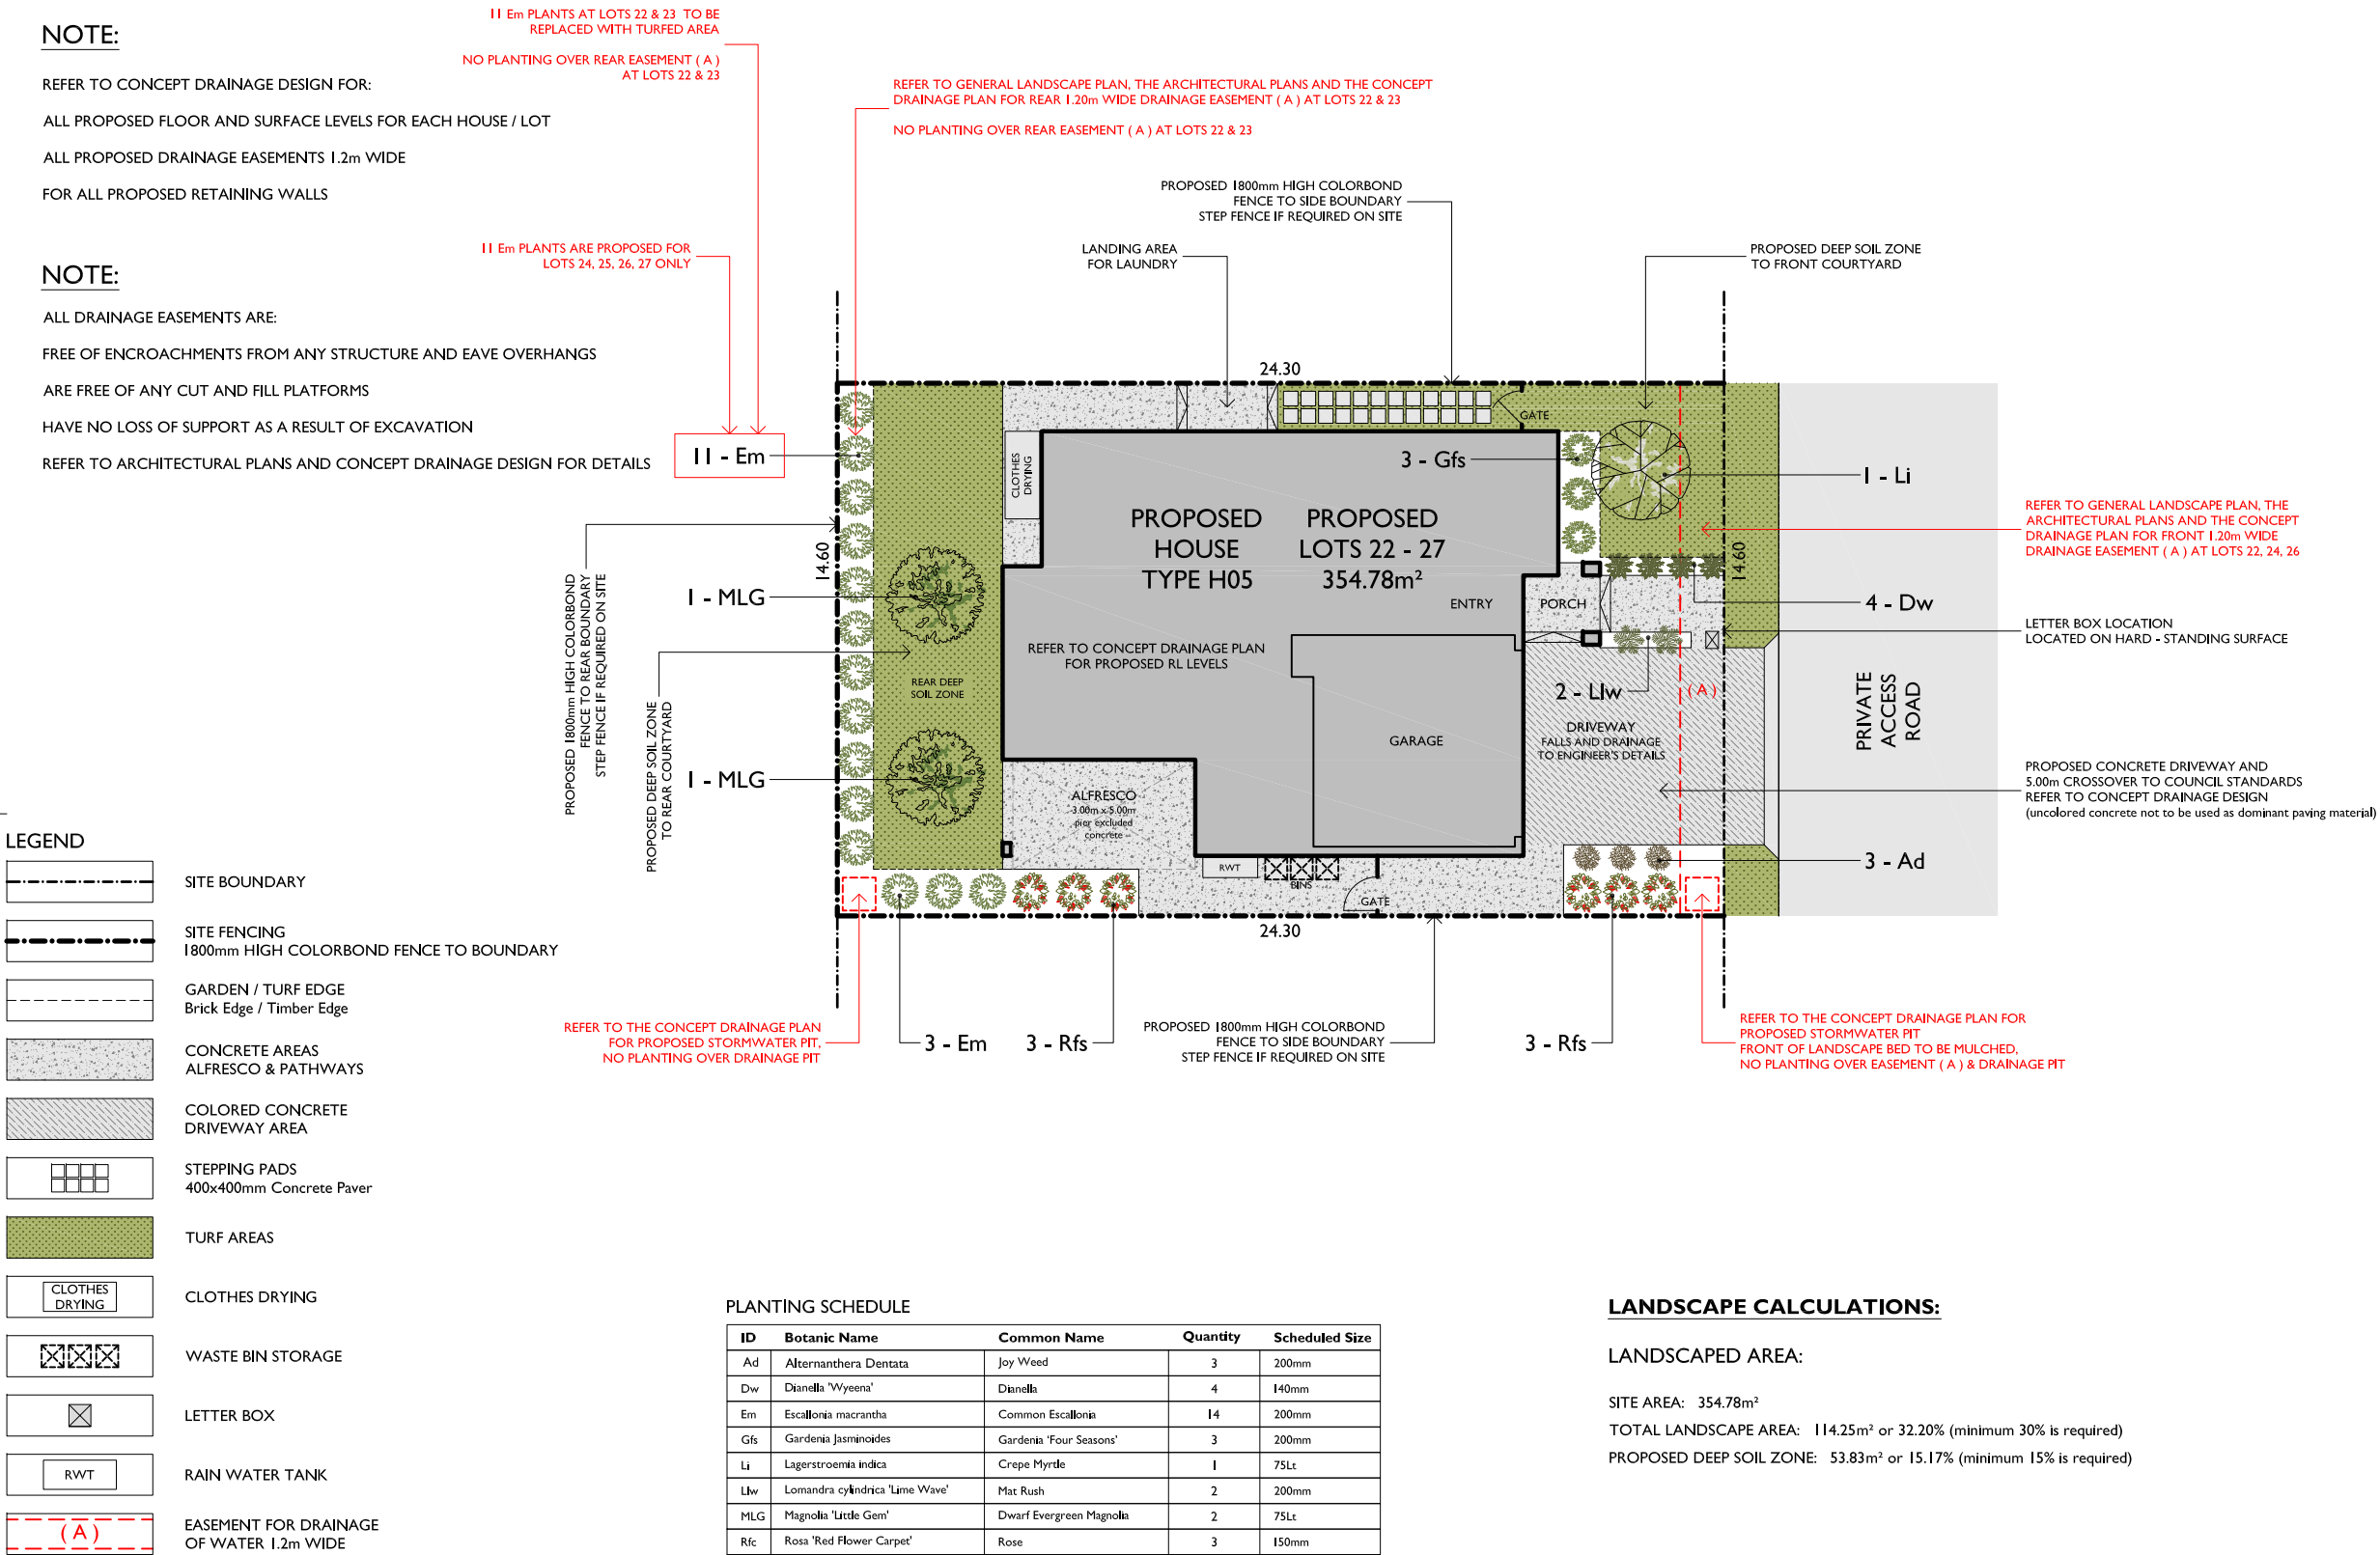 NOTE:
REFER TO CONCEPT DRAINAGE DESIGN FOR:
ALL PROPOSED FLOOR AND SURFACE LEVELS FOR EACH HOUSE / LOT
ALL PROPOSED DRAINAGE EASEMENTS 1.2m WIDE
FOR ALL PROPOSED RETAINING WALLS
NOTE:
ALL DRAINAGE EASEMENTS ARE:
FREE OF ENCROACHMENTS FROM ANY STRUCTURE AND EAVE OVERHANGS
ARE FREE OF ANY CUT AND FILL PLATFORMS
HAVE NO LOSS OF SUPPORT AS A RESULT OF EXCAVATION
REFER TO ARCHITECTURAL PLANS AND CONCEPT DRAINAGE DESIGN FOR DETAILS
11 Em PLANTS AT LOTS 22 & 23 TO BE
REPLACED WITH TURFED AREA
NO PLANTING OVER REAR EASEMENT ( A )
AT LOTS 22 & 23
11 Em PLANTS ARE PROPOSED FOR
LOTS 24, 25, 26, 27 ONLY
REFER TO GENERAL LANDSCAPE PLAN, THE ARCHITECTURAL PLANS AND THE CONCEPT
DRAINAGE PLAN FOR REAR 1.20m WIDE DRAINAGE EASEMENT ( A ) AT LOTS 22 & 23
NO PLANTING OVER REAR EASEMENT ( A ) AT LOTS 22 & 23
PROPOSED 1800mm HIGH COLORBOND
FENCE TO SIDE BOUNDARY
STEP FENCE IF REQUIRED ON SITE
LANDING AREA
FOR LAUNDRY
PROPOSED DEEP SOIL ZONE
TO FRONT COURTYARD
24.30
GATE
11 - Em
CLOTHES
DRYING
3 - Gfs
1 - Li
PROPOSED
HOUSE
TYPE H05
PROPOSED
LOTS 22 - 27
354.78m²
REFER TO GENERAL LANDSCAPE PLAN, THE
ARCHITECTURAL PLANS AND THE CONCEPT
DRAINAGE PLAN FOR FRONT 1.20m WIDE
DRAINAGE EASEMENT ( A ) AT LOTS 22, 24, 26
14.60
14.60
PROPOSED 1800mm HIGH COLORBOND
FENCE TO REAR BOUNDARY
STEP FENCE IF REQUIRED ON SITE
1 - MLG
ENTRY
PORCH
4 - Dw
LETTER BOX LOCATION
LOCATED ON HARD - STANDING SURFACE
REFER TO CONCEPT DRAINAGE PLAN
FOR PROPOSED RL LEVELS
REAR DEEP
SOIL ZONE
PROPOSED DEEP SOIL ZONE
TO REAR COURTYARD
2 - Llw
( A )
PRIVATE
ACCESS
ROAD
DRIVEWAY
FALLS AND DRAINAGE
TO ENGINEER'S DETAILS
GARAGE
1 - MLG
PROPOSED CONCRETE DRIVEWAY AND
5.00m CROSSOVER TO COUNCIL STANDARDS
REFER TO CONCEPT DRAINAGE DESIGN
(uncolored concrete not to be used as dominant paving material)
ALFRESCO
3.00m x 5.00m
pier excluded
concrete
RWT
BINS
GATE
3 - Ad
24.30
REFER TO THE CONCEPT DRAINAGE PLAN
FOR PROPOSED STORMWATER PIT,
NO PLANTING OVER DRAINAGE PIT
3 - Em
3 - Rfs
PROPOSED 1800mm HIGH COLORBOND
FENCE TO SIDE BOUNDARY
STEP FENCE IF REQUIRED ON SITE
3 - Rfs
REFER TO THE CONCEPT DRAINAGE PLAN FOR
PROPOSED STORMWATER PIT
FRONT OF LANDSCAPE BED TO BE MULCHED,
NO PLANTING OVER EASEMENT ( A ) & DRAINAGE PIT
LEGEND
SITE BOUNDARY
SITE FENCING
1800mm HIGH COLORBOND FENCE TO BOUNDARY
GARDEN / TURF EDGE
Brick Edge / Timber Edge
CONCRETE AREAS
ALFRESCO & PATHWAYS
COLORED CONCRETE
DRIVEWAY AREA
STEPPING PADS
400x400mm Concrete Paver
TURF AREAS
CLOTHES
DRYING
CLOTHES DRYING
WASTE BIN STORAGE
LETTER BOX
RWT
RAIN WATER TANK
( A )
EASEMENT FOR DRAINAGE
OF WATER 1.2m WIDE
PLANTING SCHEDULE
ID Botanic Name Common Name Quantity Scheduled Size
Ad Alternanthera Dentata Joy Weed 3 200mm
Dw Dianella 'Wyeena' Dianella 4 140mm
Em Escallonia macrantha Common Escallonia 14 200mm
Gfs Gardenia Jasminoides Gardenia 'Four Seasons' 3 200mm
Li Lagerstroemia indica Crepe Myrtle 1 75Lt
Llw Lomandra cylindrica 'Lime Wave' Mat Rush 2 200mm
MLG Magnolia 'Little Gem' Dwarf Evergreen Magnolia 2 75Lt
Rfc Rosa 'Red Flower Carpet' Rose 3 150mm
LANDSCAPE CALCULATIONS:
LANDSCAPED AREA:
SITE AREA: 354.78m²
TOTAL LANDSCAPE AREA: 114.25m² or 32.20% (minimum 30% is required)
PROPOSED DEEP SOIL ZONE: 53.83m² or 15.17% (minimum 15% is required)